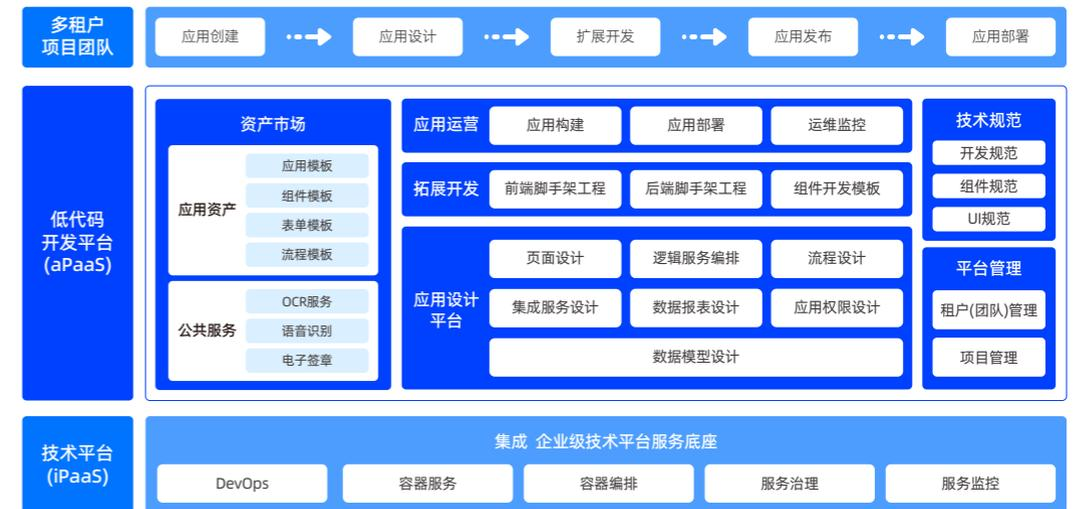 多租户
项目团队
应用创建
应用设计
扩展开发
应用发布
应用部署
低代码
开发平台
(aPaaS)
资产市场
应用资产
应用模板
组件模板
表单模板
流程模板
公共服务
OCR服务
语音识别
电子签章
应用运营
应用构建
应用部署
运维监控
拓展开发
前端脚手架工程
后端脚手架工程
组件开发模板
应用设计
平台
页面设计
逻辑服务编排
流程设计
集成服务设计
数据报表设计
应用权限设计
数据模型设计
技术规范
开发规范
组件规范
UI规范
平台管理
租户(团队)管理
项目管理
技术平台
(iPaaS)
集成 企业级技术平台服务底座
DevOps
容器服务
容器编排
服务治理
服务监控